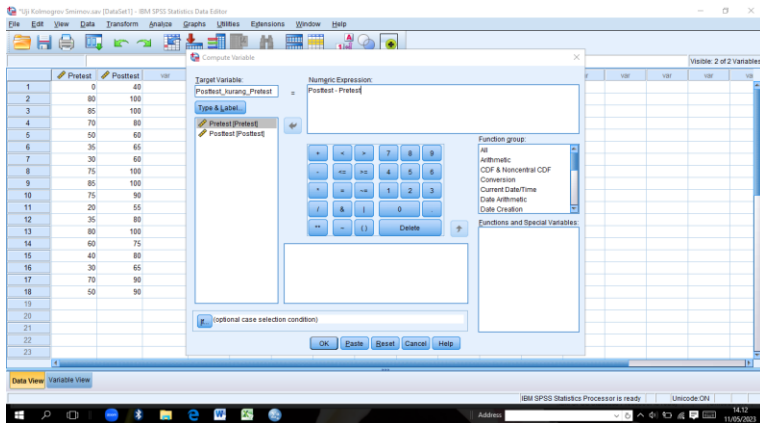 *Uji Kolmogrov Smirnov.sav [DataSet1] - IBM SPSS Statistics Data Editor
File Edit View Data Transform Analyze Graphs Utilities Extensions Window Help
Visible: 2 of 2 Variables
Pretest Posttest var var var var
1 0 40
2 80 100
3 85 100
4 70 80
5 50 60
6 35 65
7 30 60
8 75 100
9 85 100
10 75 90
11 20 55
12 35 80
13 80 100
14 60 75
15 40 80
16 30 65
17 70 90
18 50 90
19
20
21
22
23
Compute Variable
Target Variable:
Posttest_kurang_Pretest
=
Numeric Expression:
Posttest - Pretest
Type & Label...
Pretest [Pretest]
Posttest [Posttest]
+ < > 7 8 9
- <= >= 4 5 6
* = ~= 1 2 3
/ & | 0 .
** ~ () Delete
Function group:
All
Arithmetic
CDF & Noncentral CDF
Conversion
Current Date/Time
Date Arithmetic
Date Creation
Functions and Special Variables:
If... (optional case selection condition)
OK Paste Reset Cancel Help
Data View Variable View
IBM SPSS Statistics Processor is ready Unicode:ON
Address
14.12
11/05/2023